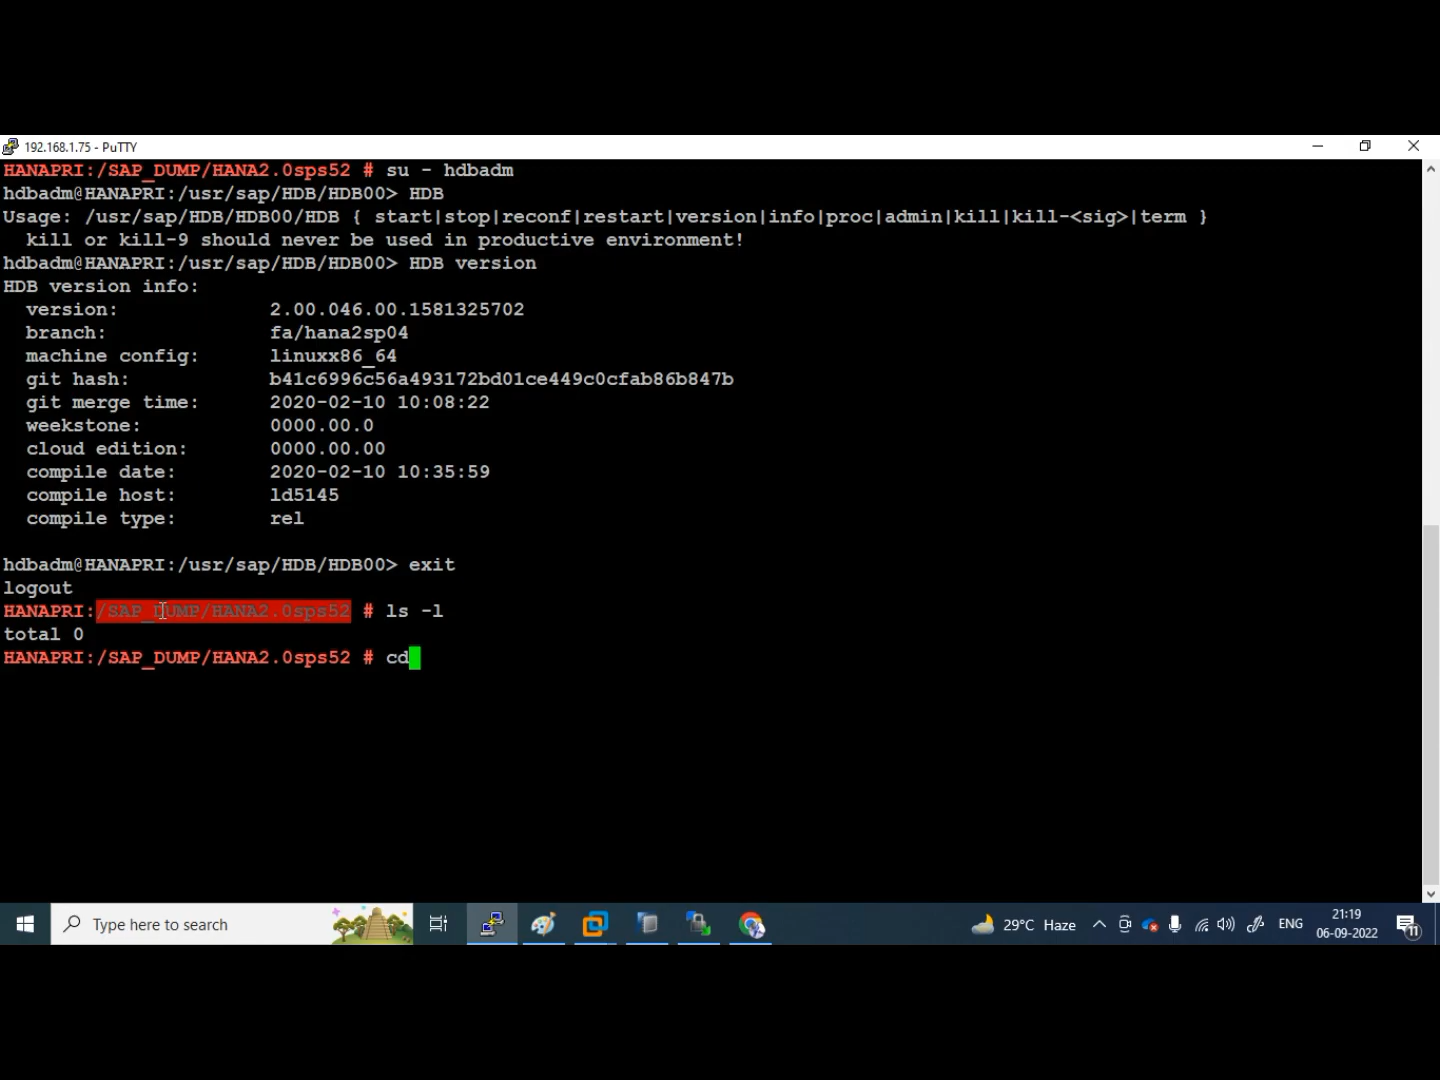 192.168.1.75 - PuTTY
HANAPRI:/SAP_DUMP/HANA2.0sps52 # su - hdbadm
hdbadm@HANAPRI:/usr/sap/HDB/HDB00> HDB
Usage: /usr/sap/HDB/HDB00/HDB { start|stop|reconf|restart|version|info|proc|admin|kill|kill-<sig>|term }
  kill or kill-9 should never be used in productive environment!
hdbadm@HANAPRI:/usr/sap/HDB/HDB00> HDB version
HDB version info:
  version:             2.00.046.00.1581325702
  branch:              fa/hana2sp04
  machine config:      linuxx86_64
  git hash:            b41c6996c56a493172bd01ce449c0cfab86b847b
  git merge time:      2020-02-10 10:08:22
  weekstone:           0000.00.0
  cloud edition:       0000.00.00
  compile date:        2020-02-10 10:35:59
  compile host:        ld5145
  compile type:        rel
hdbadm@HANAPRI:/usr/sap/HDB/HDB00> exit
logout
HANAPRI:/SAP_DUMP/HANA2.0sps52 # ls -l
total 0
HANAPRI:/SAP_DUMP/HANA2.0sps52 # cd
Type here to search
29°C Haze
ENG
21:19
06-09-2022
11